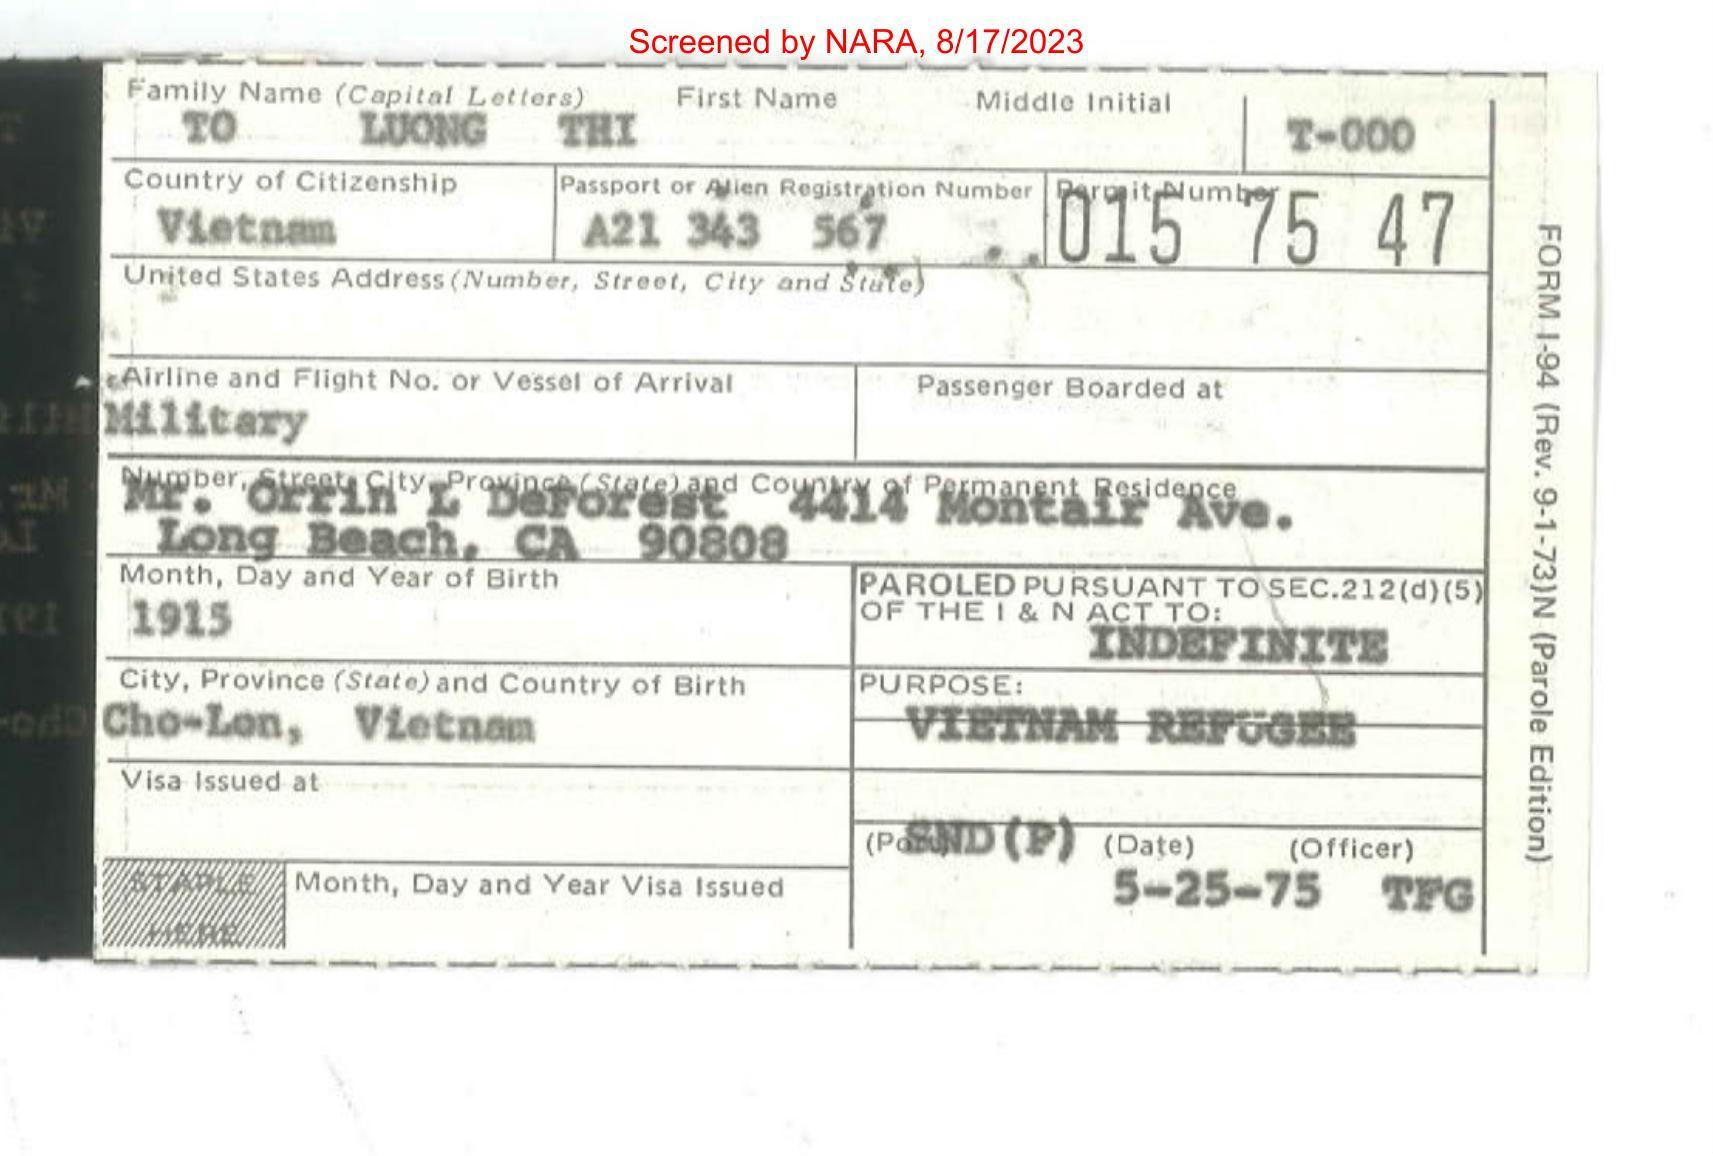 Screened by NARA, 8/17/2023
Family Name (Capital Letters) First Name Middle Initial
TO LUONG THI T-000
Country of Citizenship Passport or Alien Registration Number Permit Number
Vietnam A21 343 567 015 75 47
United States Address (Number, Street, City and State)
Airline and Flight No. or Vessel of Arrival Passenger Boarded at
Military
Number, Street, City, Province (State) and Country of Permanent Residence
Mr. Orrin L DeForest 4414 Montair Ave.
Long Beach, CA 90808
Month, Day and Year of Birth
1915
PAROLED PURSUANT TO SEC.212(d)(5)
OF THE I & N ACT TO:
INDEFINITE
City, Province (State) and Country of Birth
Cho-Lon, Vietnam
PURPOSE:
VIETNAM REFUGEE
Visa Issued at
STAPLE
HERE
Month, Day and Year Visa Issued
(Port) SND(P) (Date) (Officer)
5-25-75 TFG
FORM I-94 (Rev. 9-1-73)N (Parole Edition)